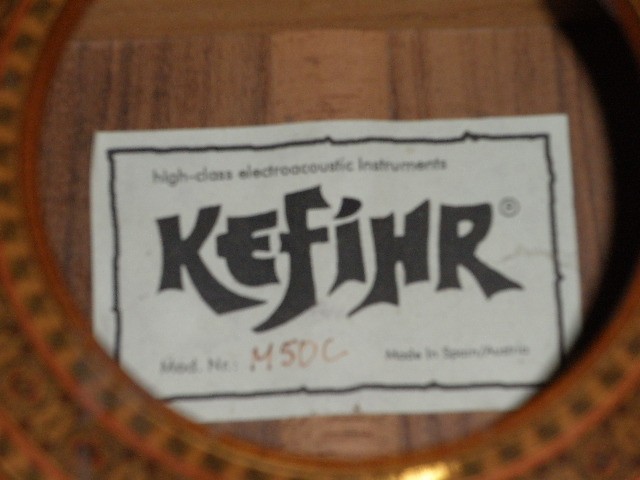 high-class electroacoustic Instruments
KEfiHR®
Mod. Nr.: M50C
Made In Spain/Austria